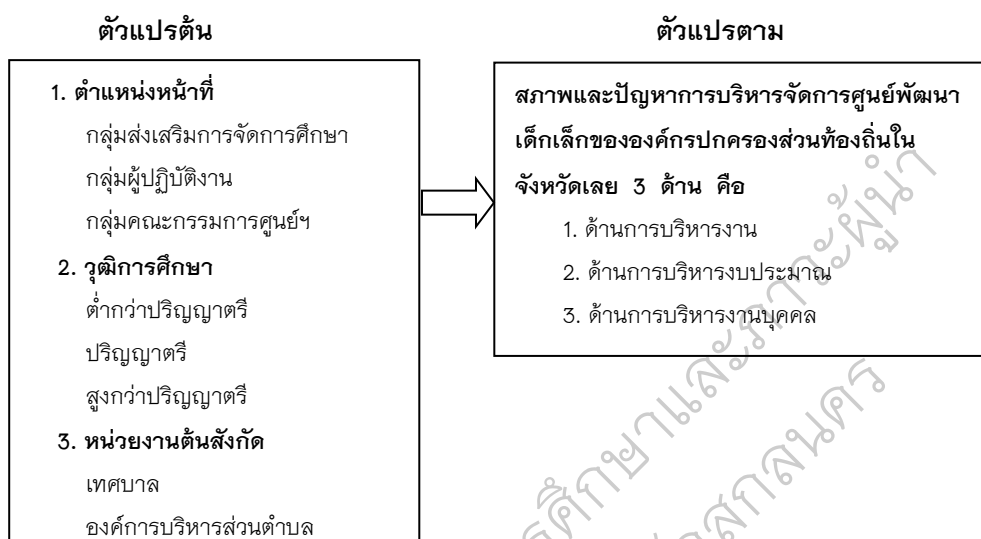 ตัวแปรต้น
ตัวแปรตาม
1. ตำแหน่งหน้าที่
กลุ่มส่งเสริมการจัดการศึกษา
กลุ่มผู้ปฏิบัติงาน
กลุ่มคณะกรรมการศูนย์ฯ
2. วุฒิการศึกษา
ต่ำกว่าปริญญาตรี
ปริญญาตรี
สูงกว่าปริญญาตรี
3. หน่วยงานต้นสังกัด
เทศบาล
องค์การบริหารส่วนตำบล
สภาพและปัญหาการบริหารจัดการศูนย์พัฒนา
เด็กเล็กขององค์กรปกครองส่วนท้องถิ่นใน
จังหวัดเลย 3 ด้าน คือ
1. ด้านการบริหารงาน
2. ด้านการบริหารงบประมาณ
3. ด้านการบริหารงานบุคคล